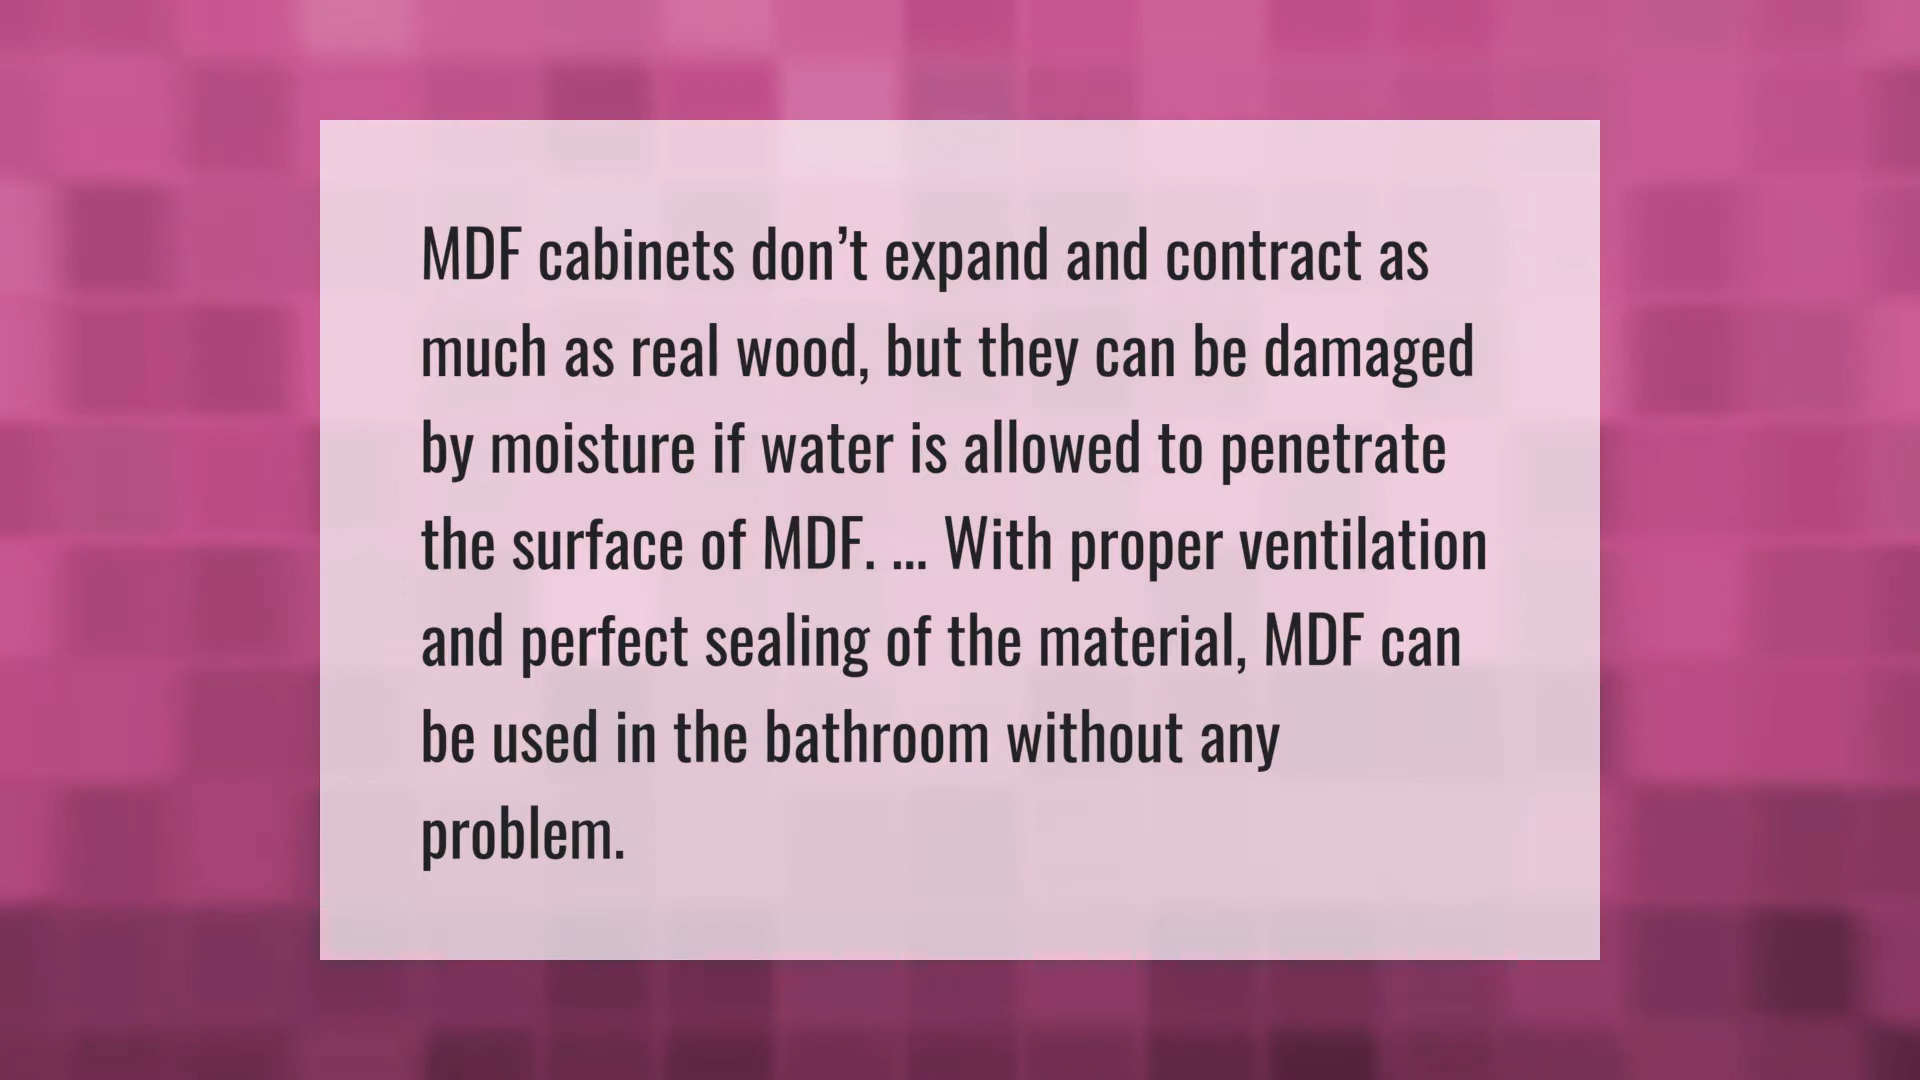 MDF cabinets don’t expand and contract as
much as real wood, but they can be damaged
by moisture if water is allowed to penetrate
the surface of MDF. ... With proper ventilation
and perfect sealing of the material, MDF can
be used in the bathroom without any
problem.